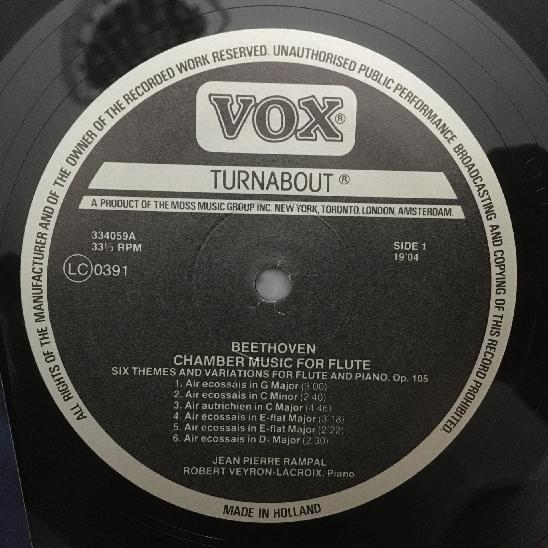 ALL RIGHTS OF THE MANUFACTURER AND OF THE OWNER OF THE RECORDED WORK RESERVED. UNAUTHORISED PUBLIC PERFORMANCE BROADCASTING AND COPYING OF THIS RECORD PROHIBITED.
VOX®
TURNABOUT®
A PRODUCT OF THE MOSS MUSIC GROUP INC. NEW YORK, TORONTO, LONDON, AMSTERDAM.
334059A
33⅓ RPM
SIDE 1
19'04
LC 0391
BEETHOVEN
CHAMBER MUSIC FOR FLUTE
SIX THEMES AND VARIATIONS FOR FLUTE AND PIANO. Op. 105
1. Air ecossais in G Major (3.00)
2. Air ecossais in C Minor (2.40)
3. Air autrichien in C Major (4.46)
4. Air ecossais in E-flat Major (3.18)
5. Air ecossais in E-flat Major (2.22)
6. Air ecossais in D- Major (2.30)
JEAN PIERRE RAMPAL
ROBERT VEYRON-LACROIX. Piano
MADE IN HOLLAND